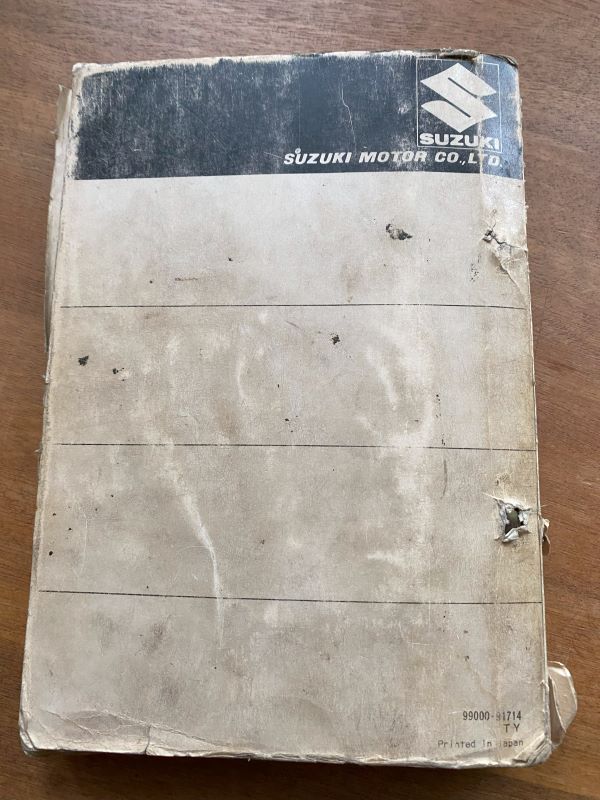 SUZUKI
SUZUKI MOTOR CO.,LTD.
99000-91714
TY
Printed in Japan